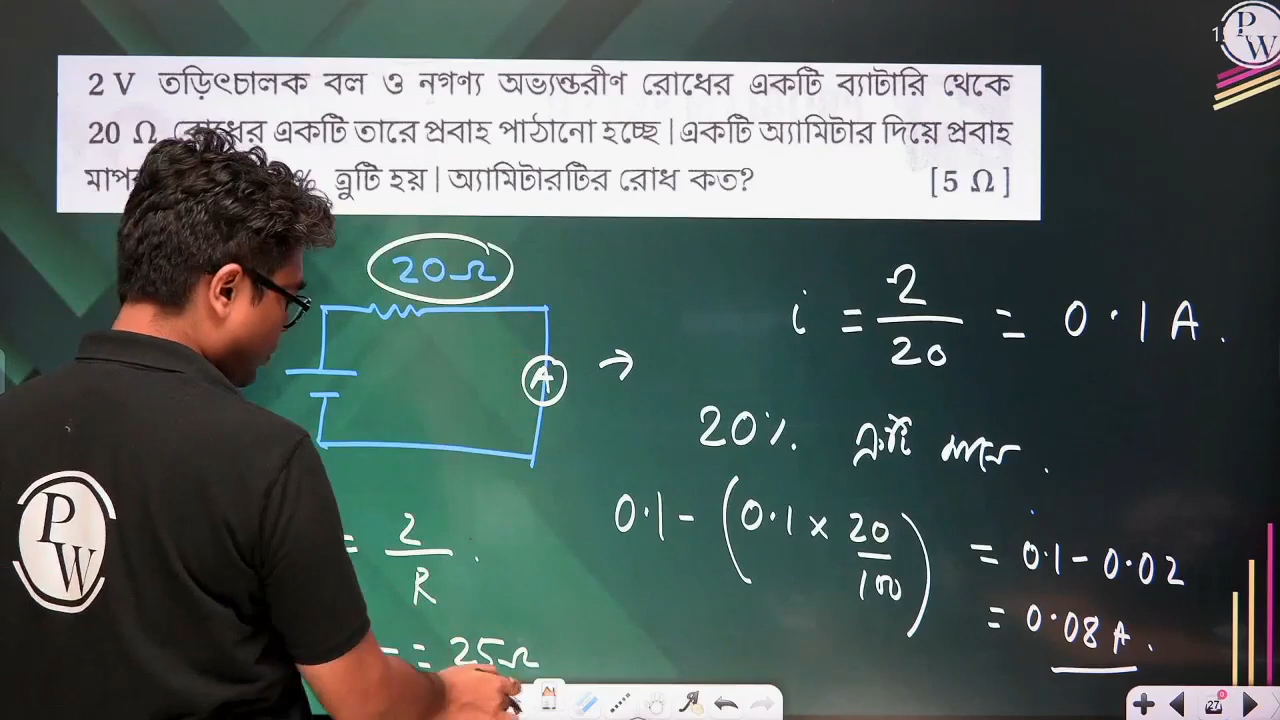 2 V তড়িৎচালক বল ও নগণ্য অভ্যন্তরীণ রোধের একটি ব্যাটারি থেকে
20 Ω রোধের একটি তারে প্রবাহ পাঠানো হচ্ছে | একটি অ্যামিটার দিয়ে প্রবাহ
% ত্রুটি হয় | অ্যামিটারটির রোধ কত? [5 Ω]
20Ω
A
i = 2/20 = 0.1 A.
20%.
0.1 - (0.1 × 20/100) = 0.1 - 0.02
= 0.08 A.
= 2/R
= 25Ω
PW
PW
27